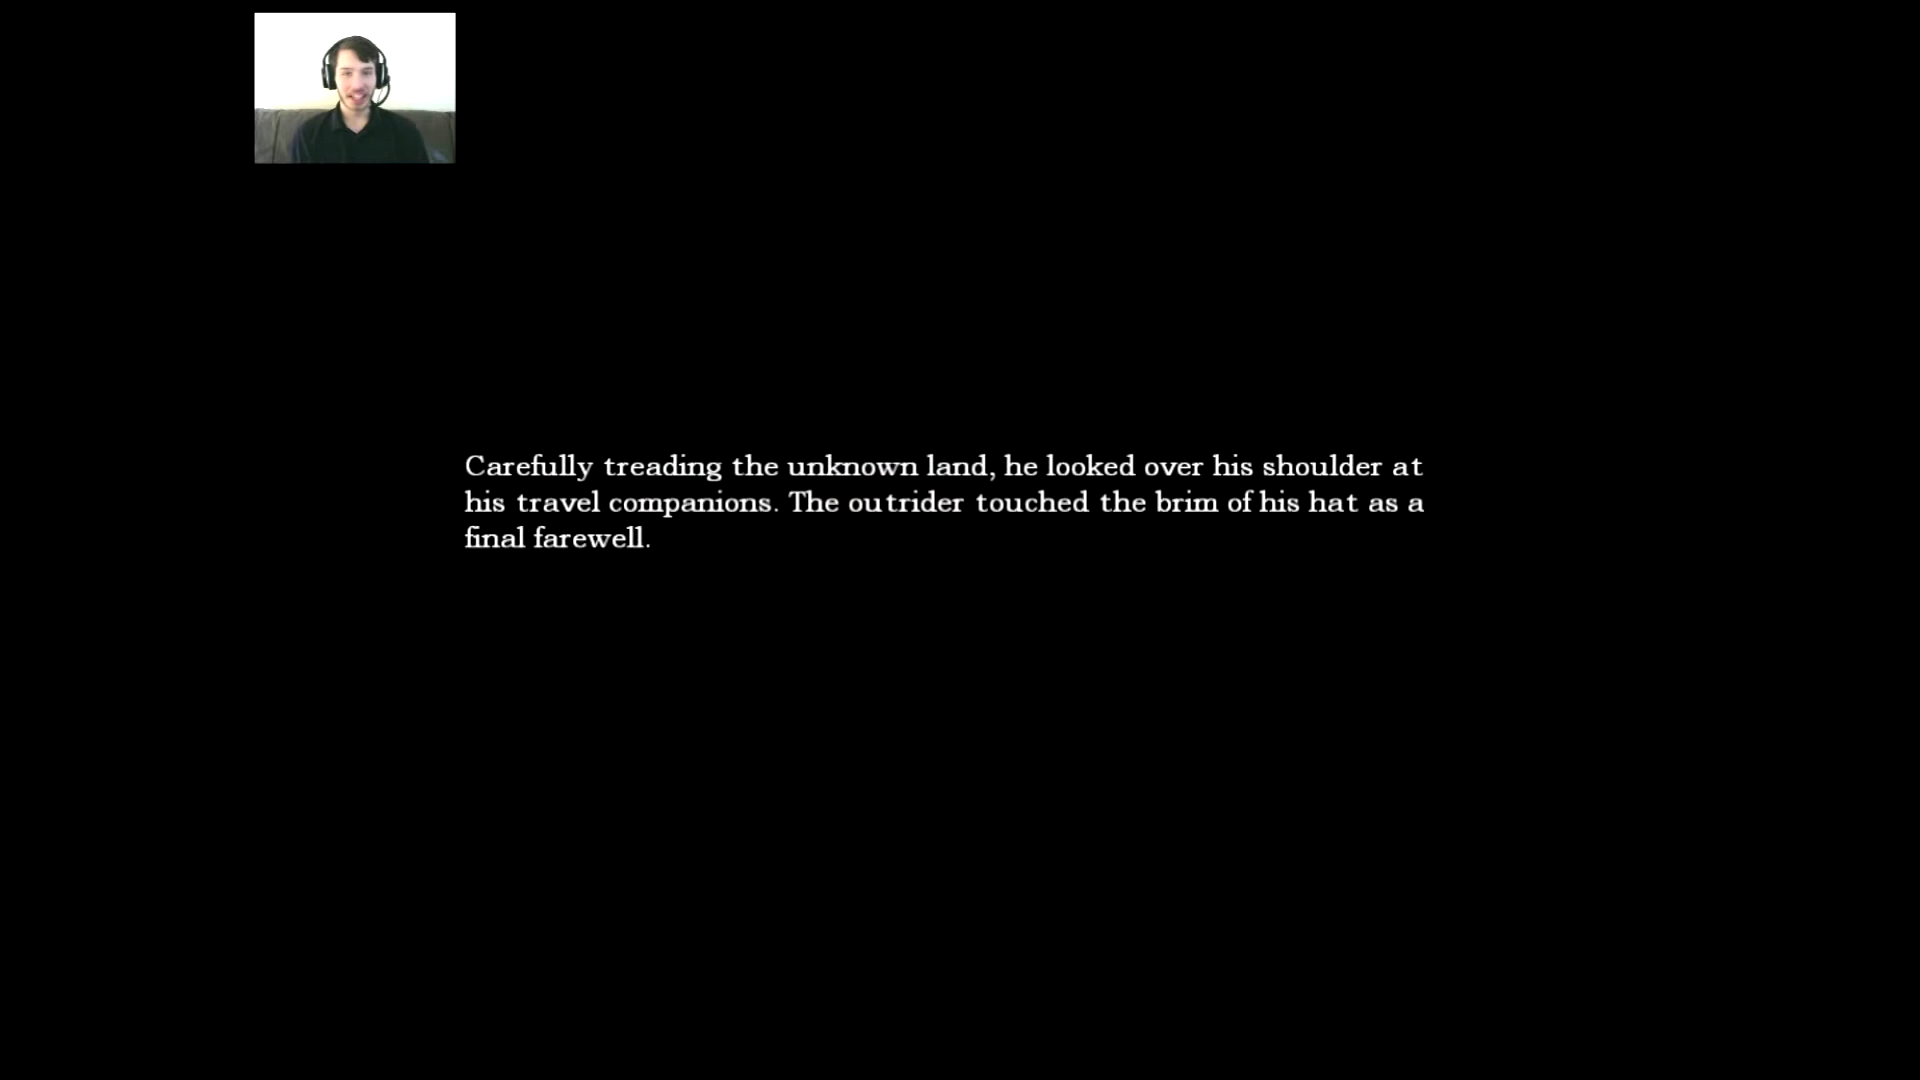 Carefully treading the unknown land, he looked over his shoulder at
his travel companions. The outrider touched the brim of his hat as a
final farewell.